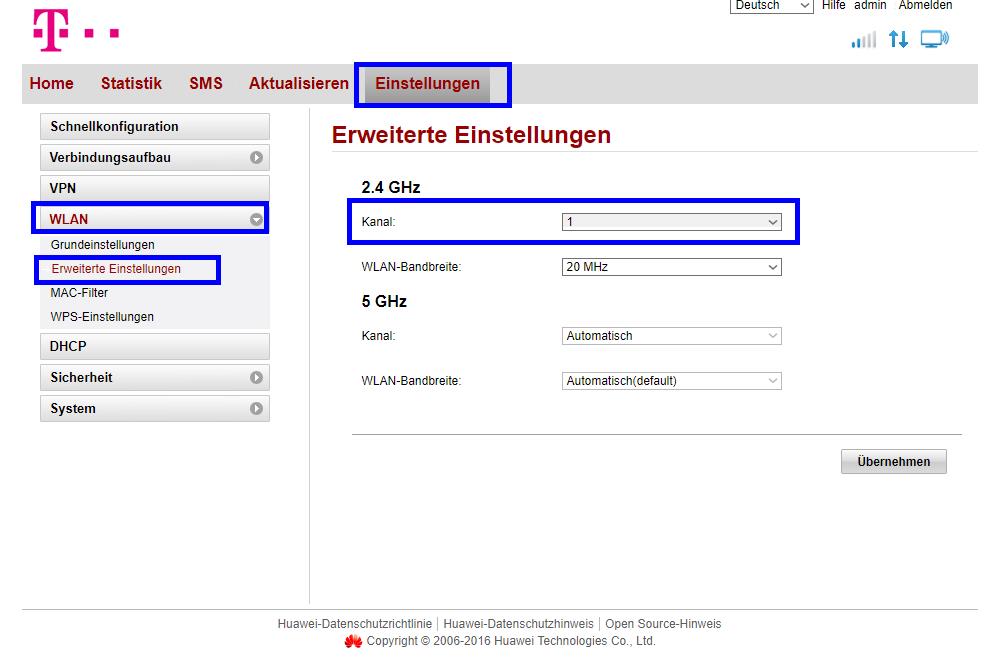 Deutsch Hilfe admin Abmelden
T
Home Statistik SMS Aktualisieren Einstellungen
Schnellkonfiguration
Verbindungsaufbau
VPN
WLAN
Grundeinstellungen
Erweiterte Einstellungen
MAC-Filter
WPS-Einstellungen
DHCP
Sicherheit
System
Erweiterte Einstellungen
2.4 GHz
Kanal: 1
WLAN-Bandbreite: 20 MHz
5 GHz
Kanal: Automatisch
WLAN-Bandbreite: Automatisch(default)
Übernehmen
Huawei-Datenschutzrichtlinie | Huawei-Datenschutzhinweis | Open Source-Hinweis
Copyright © 2006-2016 Huawei Technologies Co., Ltd.